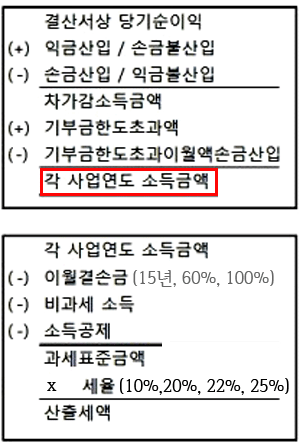 결산서상 당기순이익
(+) 익금산입 / 손금불산입
(-) 손금산입 / 익금불산입
차가감소득금액
(+) 기부금한도초과액
(-) 기부금한도초과이월액손금산입
각 사업연도 소득금액
각 사업연도 소득금액
(-) 이월결손금 (15년, 60%, 100%)
(-) 비과세 소득
(-) 소득공제
과세표준금액
x 세율 (10%,20%, 22%, 25%)
산출세액